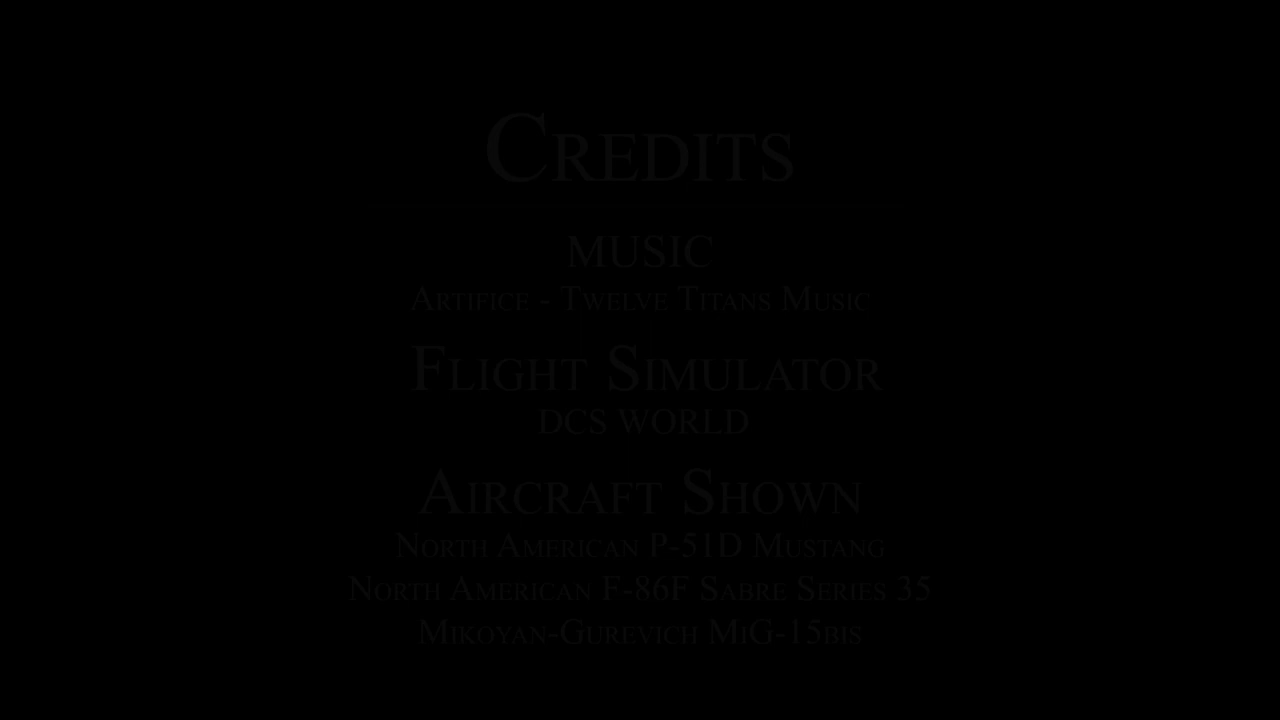 Credits
MUSIC
Artifice - Twelve Titans Music
Flight Simulator
DCS WORLD
Aircraft Shown
North American P-51D Mustang
North American F-86F Sabre Series 35
Mikoyan-Gurevich MiG-15bis